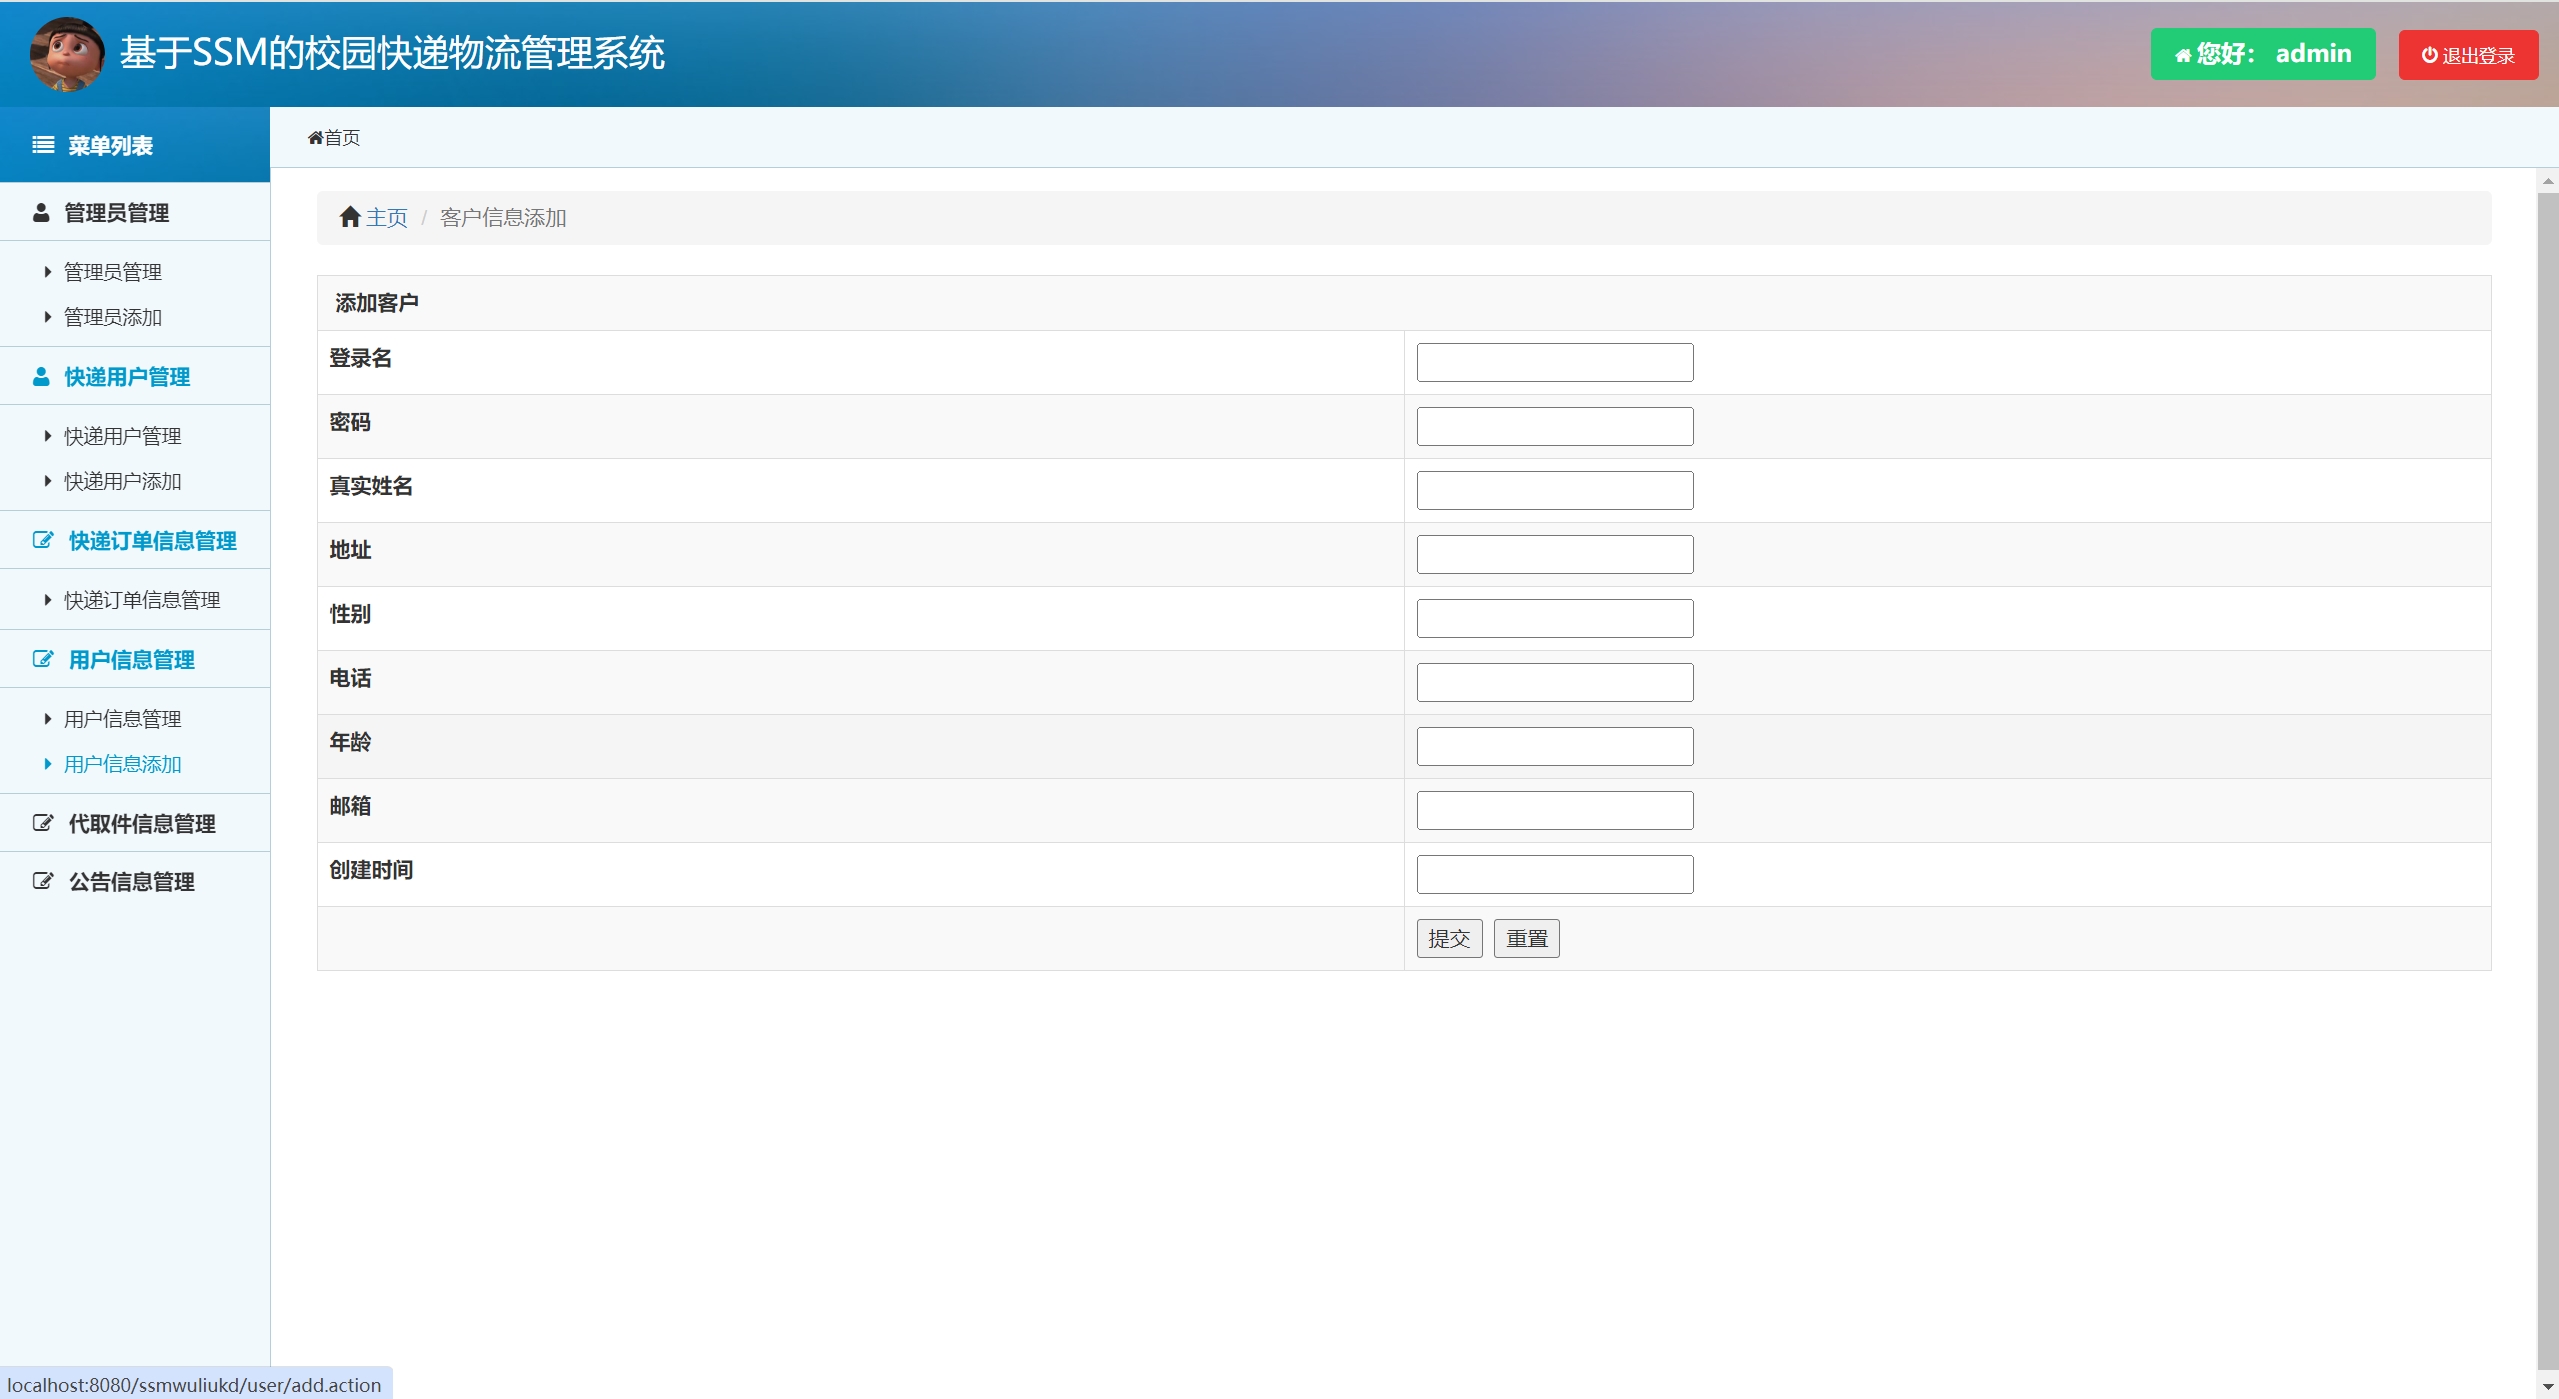 基于SSM的校园快递物流管理系统
您好： admin
退出登录
菜单列表
首页
管理员管理
管理员管理
管理员添加
快递用户管理
快递用户管理
快递用户添加
快递订单信息管理
快递订单信息管理
用户信息管理
用户信息管理
用户信息添加
代取件信息管理
公告信息管理
主页 / 客户信息添加
添加客户
登录名
密码
真实姓名
地址
性别
电话
年龄
邮箱
创建时间
提交 重置
localhost:8080/ssmwuliukd/user/add.action